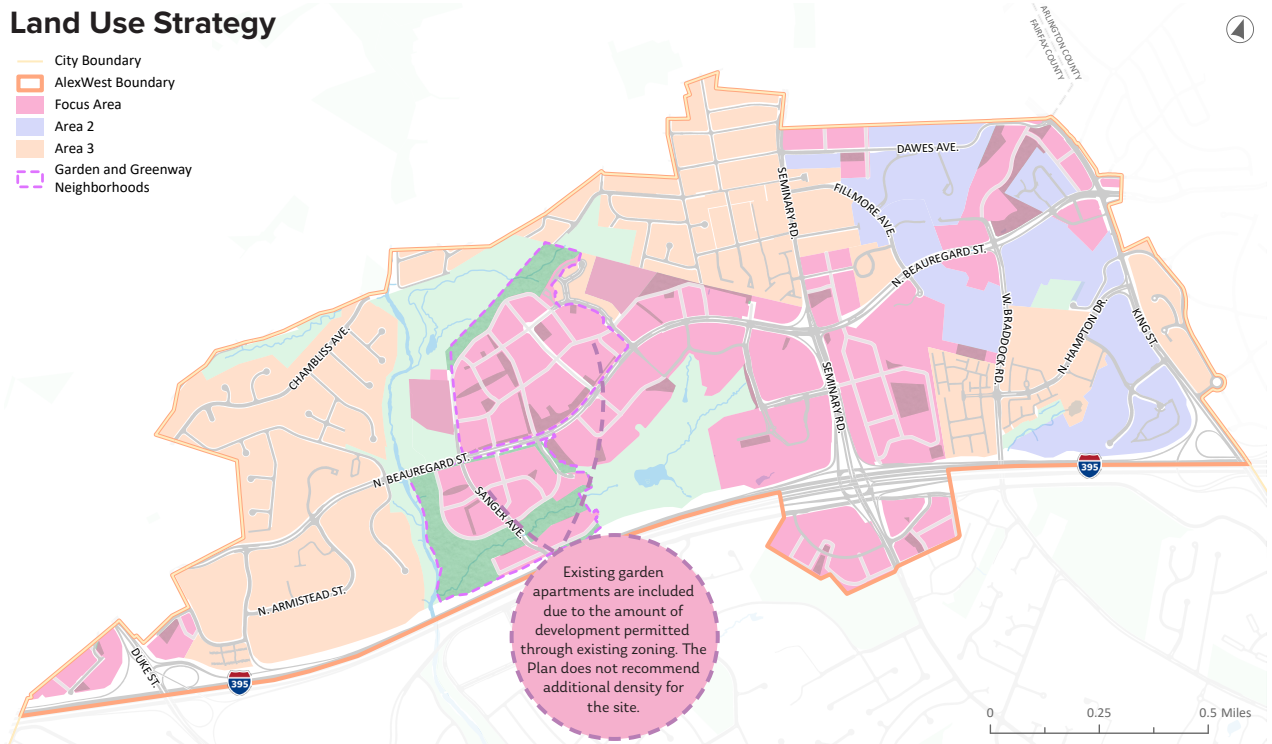 Land Use Strategy
City Boundary
AlexWest Boundary
Focus Area
Area 2
Area 3
Garden and Greenway
Neighborhoods
ARLINGTON COUNTY
FAIRFAX COUNTY
DAWES AVE.
SEMINARY RD.
FILLMORE AVE.
N. BEAUREGARD ST.
W. BRADDOCK RD.
N. HAMPTON DR.
KING ST.
CHAMBLISS AVE.
SEMINARY RD.
N. BEAUREGARD ST.
SANGER AVE.
395
N. ARMISTEAD ST.
DUKE ST.
395
Existing garden
apartments are included
due to the amount of
development permitted
through existing zoning. The
Plan does not recommend
additional density for
the site.
0 0.25 0.5 Miles